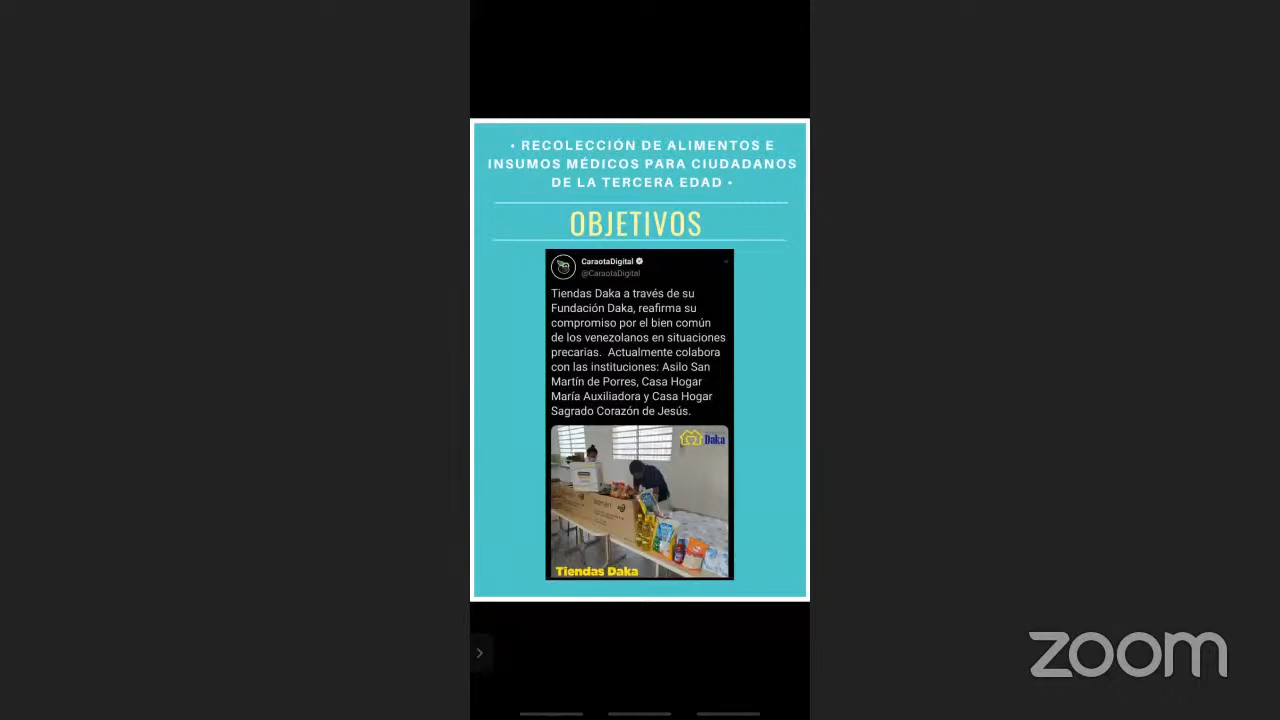 • RECOLECCIÓN DE ALIMENTOS E
INSUMOS MÉDICOS PARA CIUDADANOS
DE LA TERCERA EDAD •
OBJETIVOS
CaraotaDigital
@CaraotaDigital
Tiendas Daka a través de su
Fundación Daka, reafirma su
compromiso por el bien común
de los venezolanos en situaciones
precarias. Actualmente colabora
con las instituciones: Asilo San
Martín de Porres, Casa Hogar
María Auxiliadora y Casa Hogar
Sagrado Corazón de Jesús.
Daka
Tiendas Daka
zoom